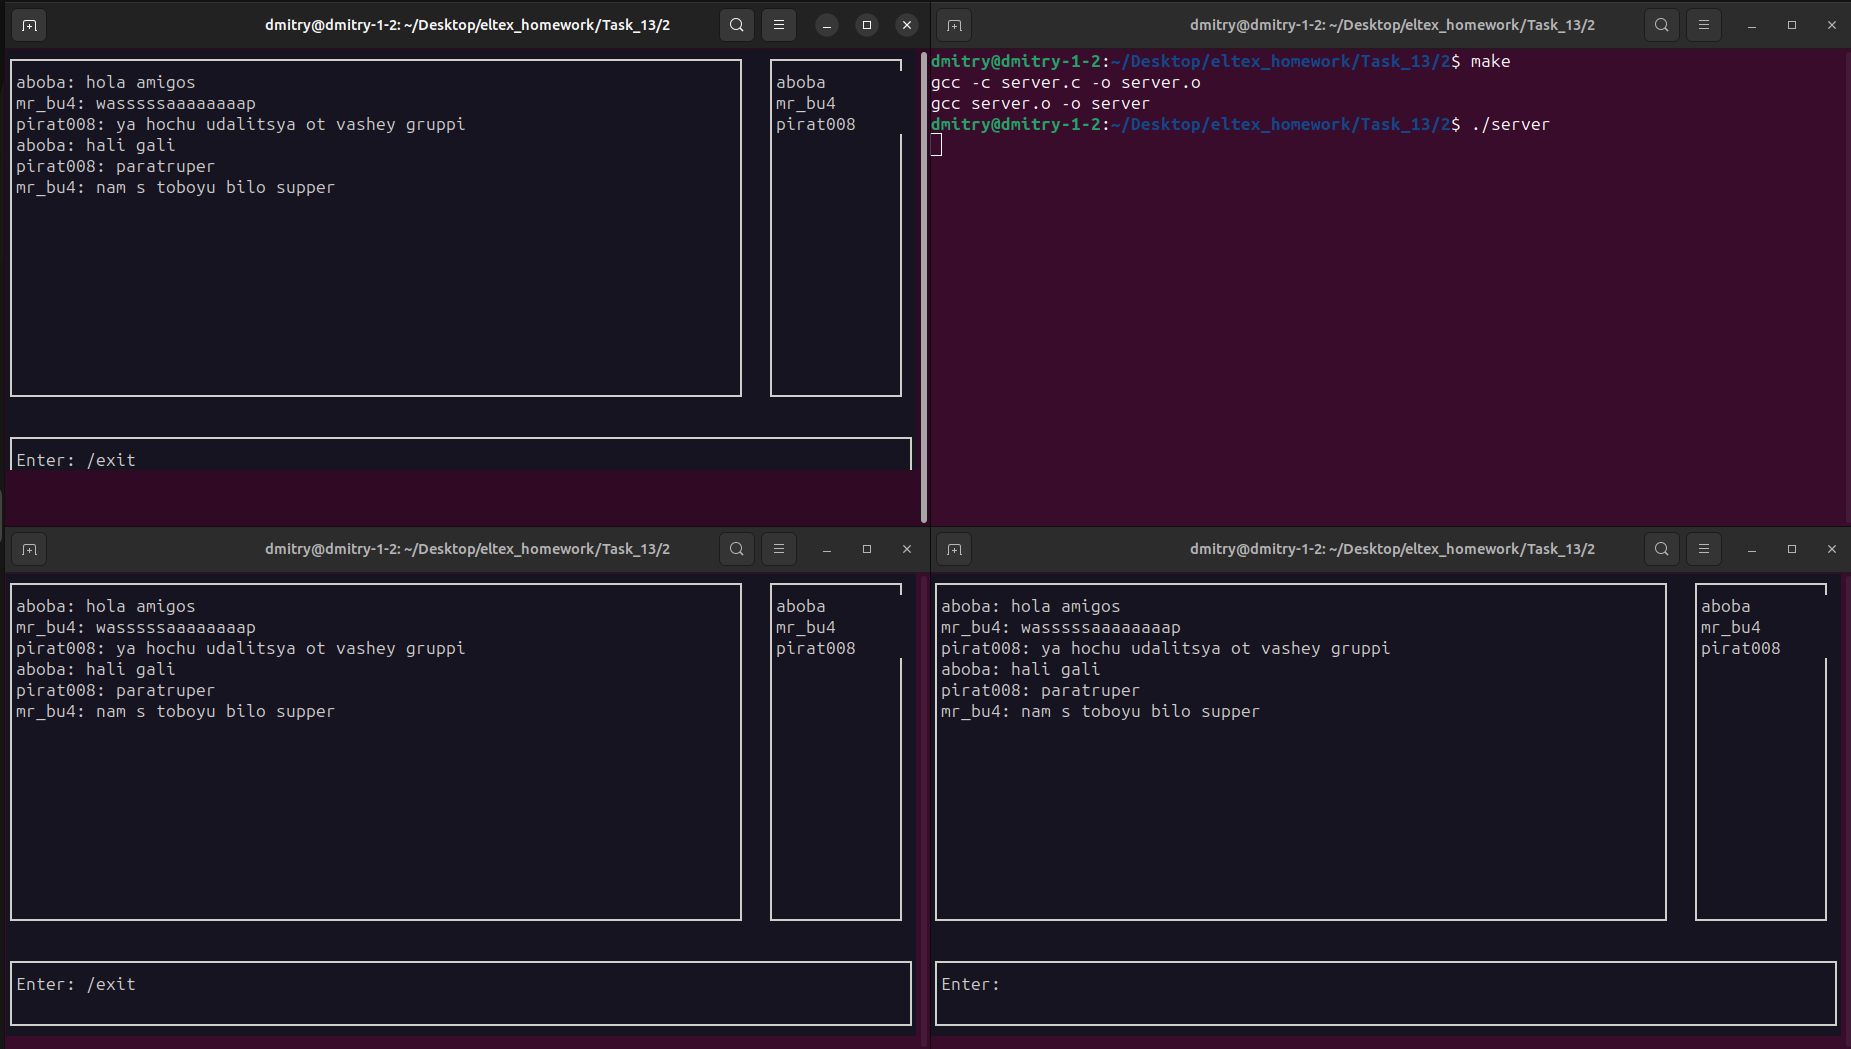 dmitry@dmitry-1-2: ~/Desktop/eltex_homework/Task_13/2
aboba: hola amigos
mr_bu4: wasssssaaaaaaaap
pirat008: ya hochu udalitsya ot vashey gruppi
aboba: hali gali
pirat008: paratruper
mr_bu4: nam s toboyu bilo supper
aboba
mr_bu4
pirat008
Enter: /exit
dmitry@dmitry-1-2: ~/Desktop/eltex_homework/Task_13/2
dmitry@dmitry-1-2:~/Desktop/eltex_homework/Task_13/2$ make
gcc -c server.c -o server.o
gcc server.o -o server
dmitry@dmitry-1-2:~/Desktop/eltex_homework/Task_13/2$ ./server
dmitry@dmitry-1-2: ~/Desktop/eltex_homework/Task_13/2
aboba: hola amigos
mr_bu4: wasssssaaaaaaaap
pirat008: ya hochu udalitsya ot vashey gruppi
aboba: hali gali
pirat008: paratruper
mr_bu4: nam s toboyu bilo supper
aboba
mr_bu4
pirat008
Enter: /exit
dmitry@dmitry-1-2: ~/Desktop/eltex_homework/Task_13/2
aboba: hola amigos
mr_bu4: wasssssaaaaaaaap
pirat008: ya hochu udalitsya ot vashey gruppi
aboba: hali gali
pirat008: paratruper
mr_bu4: nam s toboyu bilo supper
aboba
mr_bu4
pirat008
Enter: